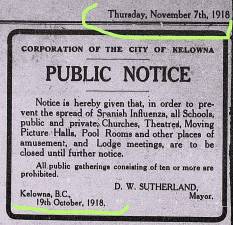 Thursday, November 7th, 1918
CORPORATION OF THE CITY OF KELOWNA
PUBLIC NOTICE
Notice is hereby given that, in order to pre-
vent the spread of Spanish Influenza, all Schools,
public and private, Churches, Theatres, Moving
Picture Halls, Pool Rooms and other places of
amusement, and Lodge meetings, are to be
closed until further notice.
All public gatherings consisting of ten or more are
prohibited.
D. W. SUTHERLAND,
Mayor.
Kelowna, B.C.,
19th October, 1918.